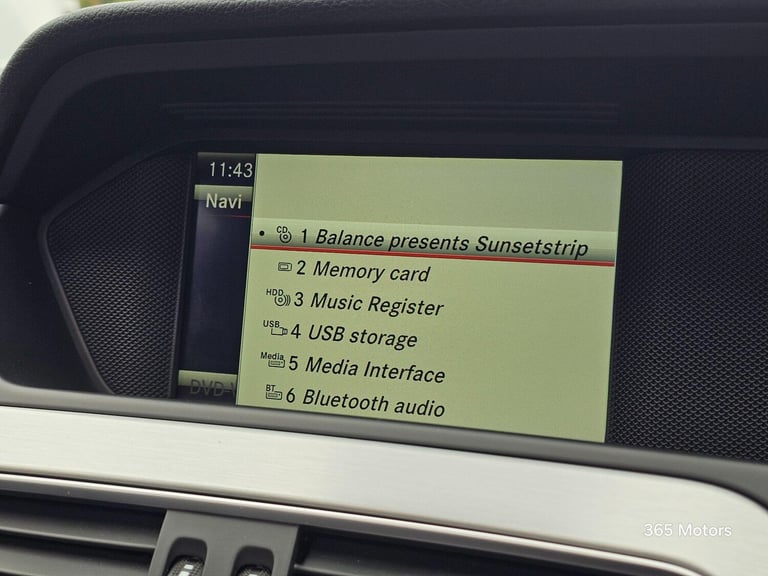 11:43
Navi
CD 1 Balance presents Sunsetstrip
2 Memory card
HDD 3 Music Register
USB 4 USB storage
Media 5 Media Interface
BT 6 Bluetooth audio
365 Motors